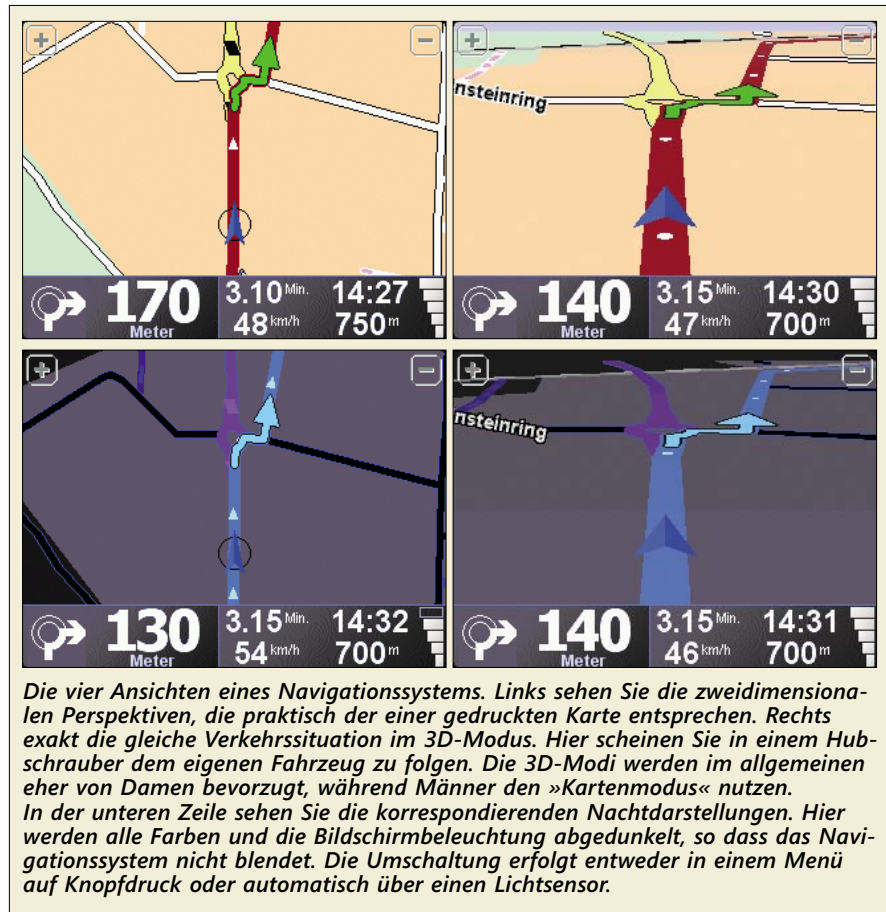 + −
170 3.10 Min. 14:27
Meter 48 km/h 750 m
+ −
nsteinring
140 3.15 Min. 14:30
Meter 47 km/h 700 m
+ −
130 3.15 Min. 14:32
Meter 54 km/h 700 m
+ −
nsteinring
140 3.15 Min. 14:31
Meter 46 km/h 700 m
Die vier Ansichten eines Navigationssystems. Links sehen Sie die zweidimensiona-
len Perspektiven, die praktisch der einer gedruckten Karte entsprechen. Rechts
exakt die gleiche Verkehrssituation im 3D-Modus. Hier scheinen Sie in einem Hub-
schrauber dem eigenen Fahrzeug zu folgen. Die 3D-Modi werden im allgemeinen
eher von Damen bevorzugt, während Männer den »Kartenmodus« nutzen.
In der unteren Zeile sehen Sie die korrespondierenden Nachtdarstellungen. Hier
werden alle Farben und die Bildschirmbeleuchtung abgedunkelt, so dass das Navi-
gationssystem nicht blendet. Die Umschaltung erfolgt entweder in einem Menü
auf Knopfdruck oder automatisch über einen Lichtsensor.